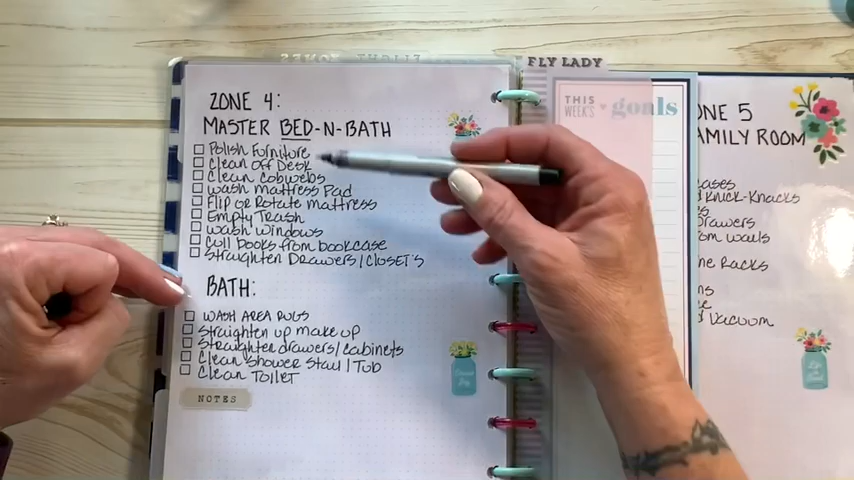 FLY LADY
ZONE 4:
MASTER BED-N-BATH
Polish Furniture
Clean off Desk
Clean cobwebs
wash mattress Pad
Flip or Rotate mattress
Empty Trash
wash windows
Cull books from bookcase
Straighten Drawers/CLOSET'S
BATH:
WASH AREA RUGS
Straighten up make up
Straighten drawers/cabinets
Clean Shower Stall/Tub
Clean TOILET
NOTES
THIS WEEK'S goals
ONE 5
AMILY ROOM
ases
Knick-Knacks
rawers
om walls
ne Racks
Vacuum